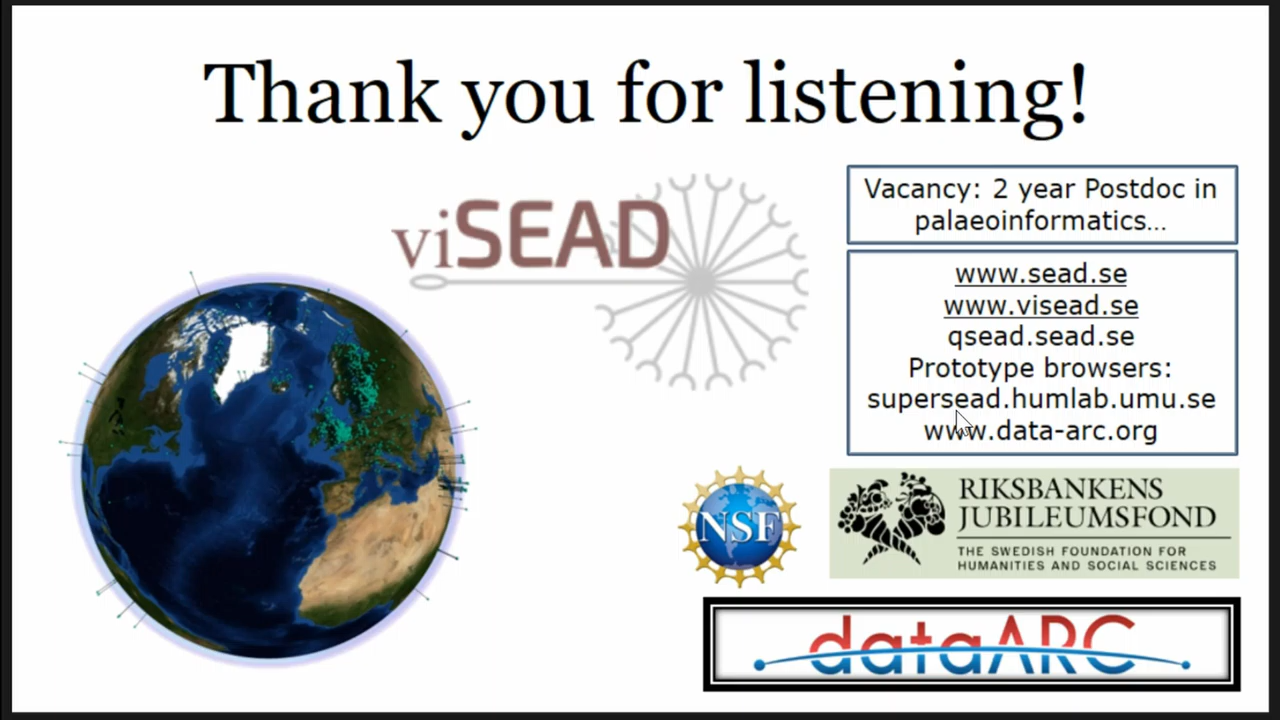 Thank you for listening!
viSEAD
Vacancy: 2 year Postdoc in
palaeoinformatics...
www.sead.se
www.visead.se
qsead.sead.se
Prototype browsers:
supersead.humlab.umu.se
www.data-arc.org
NSF
RIKSBANKENS
JUBILEUMSFOND
THE SWEDISH FOUNDATION FOR
HUMANITIES AND SOCIAL SCIENCES
dataARC